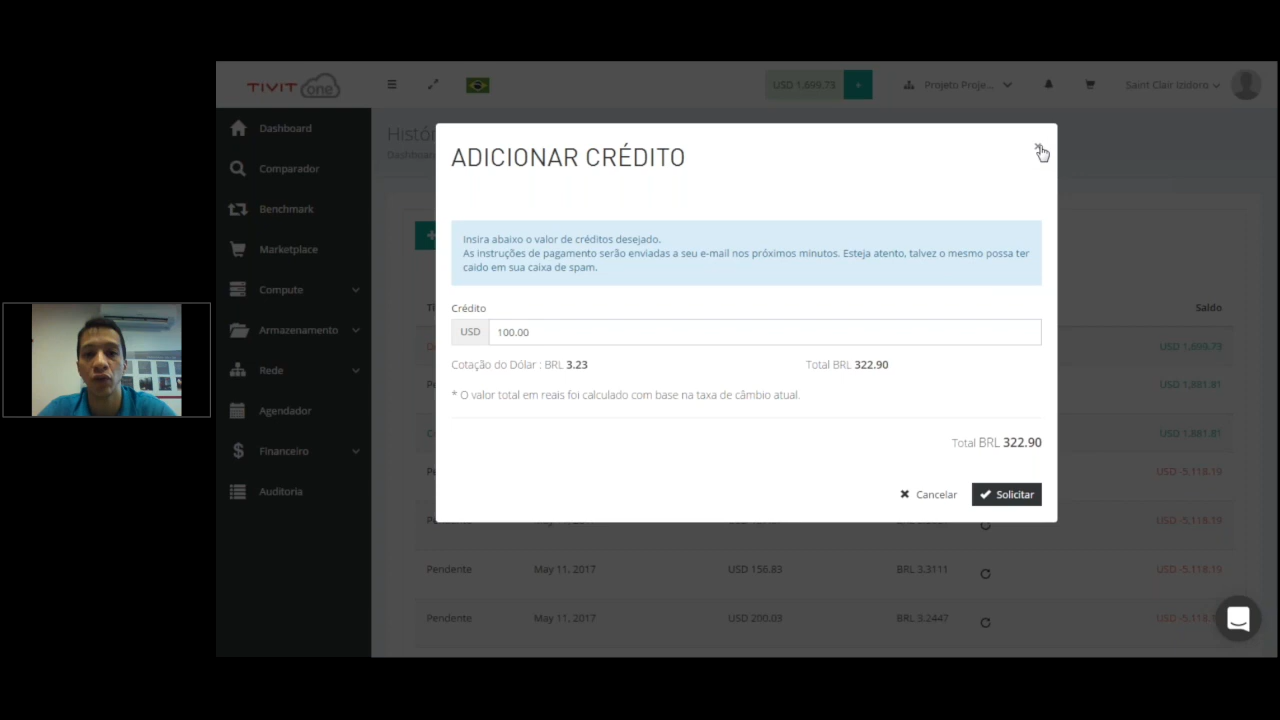 TIVIT one
USD 1,699.73
+
Projeto Proje...
Saint Clair Izidoro
Dashboard
Comparador
Benchmark
Marketplace
Compute
Armazenamento
Rede
Agendador
Financeiro
Auditoria
Históri
Dashboar
ADICIONAR CRÉDITO
Insira abaixo o valor de créditos desejado.
As instruções de pagamento serão enviadas a seu e-mail nos próximos minutos. Esteja atento, talvez o mesmo possa ter
caido em sua caixa de spam.
Crédito
USD 100.00
Cotação do Dólar : BRL 3.23 Total BRL 322.90
* O valor total em reais foi calculado com base na taxa de câmbio atual.
Total BRL 322.90
Cancelar Solicitar
Saldo
USD 1,699.73
USD 1,881.81
USD 1,881.81
USD -5,118.19
USD -5,118.19
Pendente May 11, 2017 USD 156.83 BRL 3.3111 USD -5,118.19
Pendente May 11, 2017 USD 200.03 BRL 3.2447